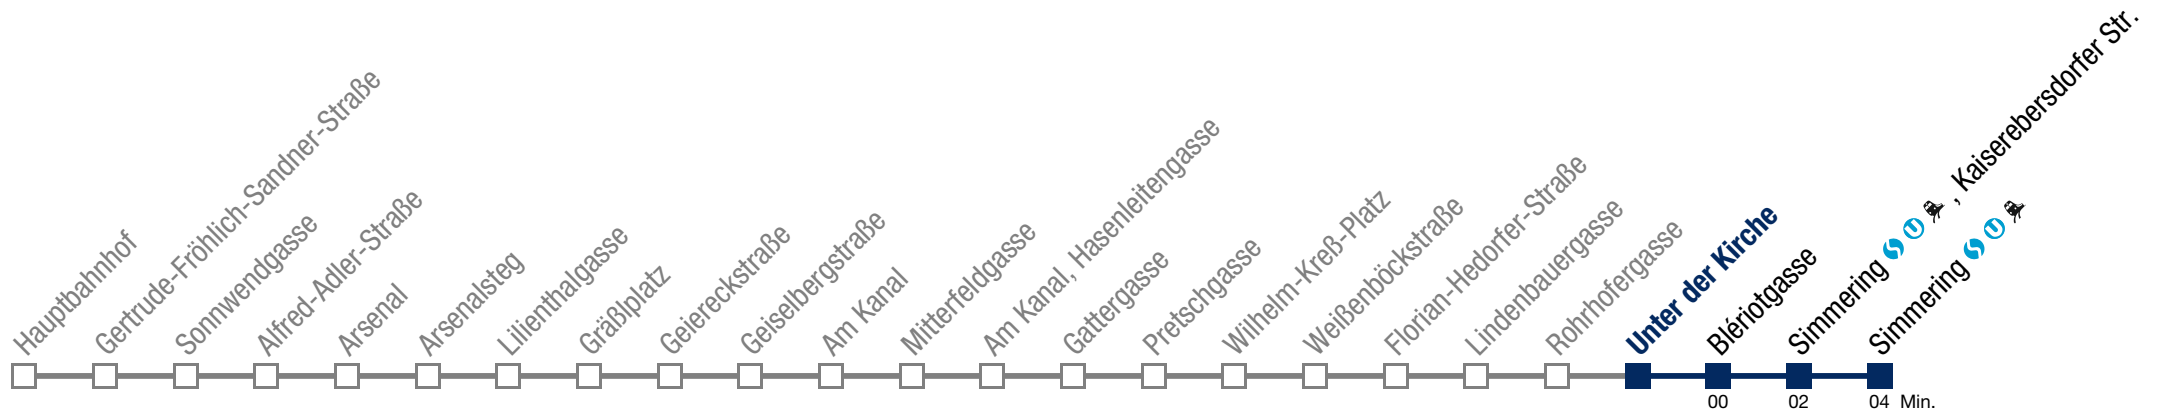 Hauptbahnhof
Gertrude-Fröhlich-Sandner-Straße
Sonnwendgasse
Alfred-Adler-Straße
Arsenal
Arsenalsteg
Lilienthalgasse
Gräßlplatz
Geiereckstraße
Geiselbergstraße
Am Kanal
Mitterfeldgasse
Am Kanal, Hasenleitengasse
Gattergasse
Pretschgasse
Wilhelm-Kreß-Platz
Weißenböckstraße
Florian-Hedorfer-Straße
Lindenbauergasse
Rohrhofergasse
Unter der Kirche
Blériotgasse
Simmering S U , Kaiserebersdorfer Str.
Simmering S U
00 02 04 Min.